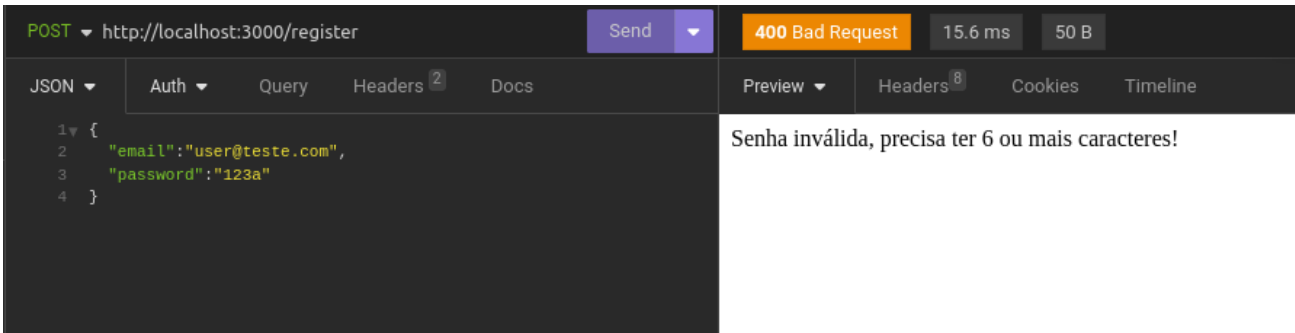 POST http://localhost:3000/register Send
400 Bad Request 15.6 ms 50 B
JSON Auth Query Headers 2 Docs
Preview Headers 8 Cookies Timeline
1 {
2 "email":"user@teste.com",
3 "password":"123a"
4 }
Senha inválida, precisa ter 6 ou mais caracteres!